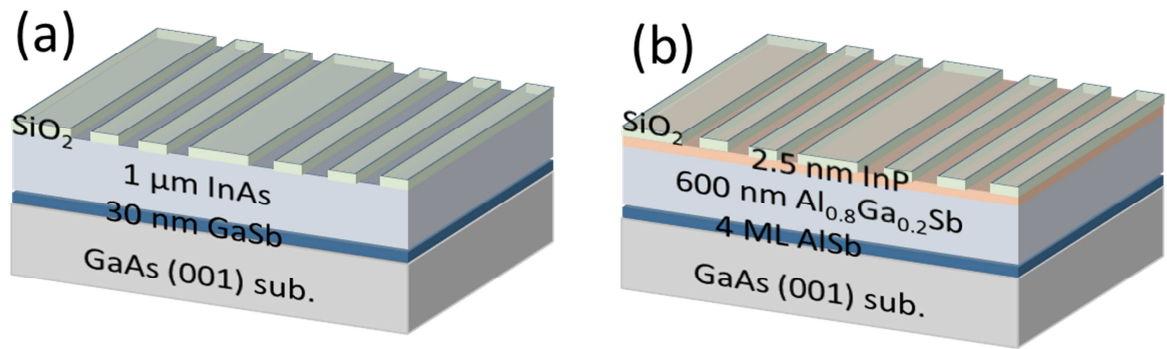 (a)
SiO₂
1 μm InAs
30 nm GaSb
GaAs (001) sub.
(b)
SiO₂
2.5 nm InP
600 nm Al₀.₈Ga₀.₂Sb
4 ML AlSb
GaAs (001) sub.